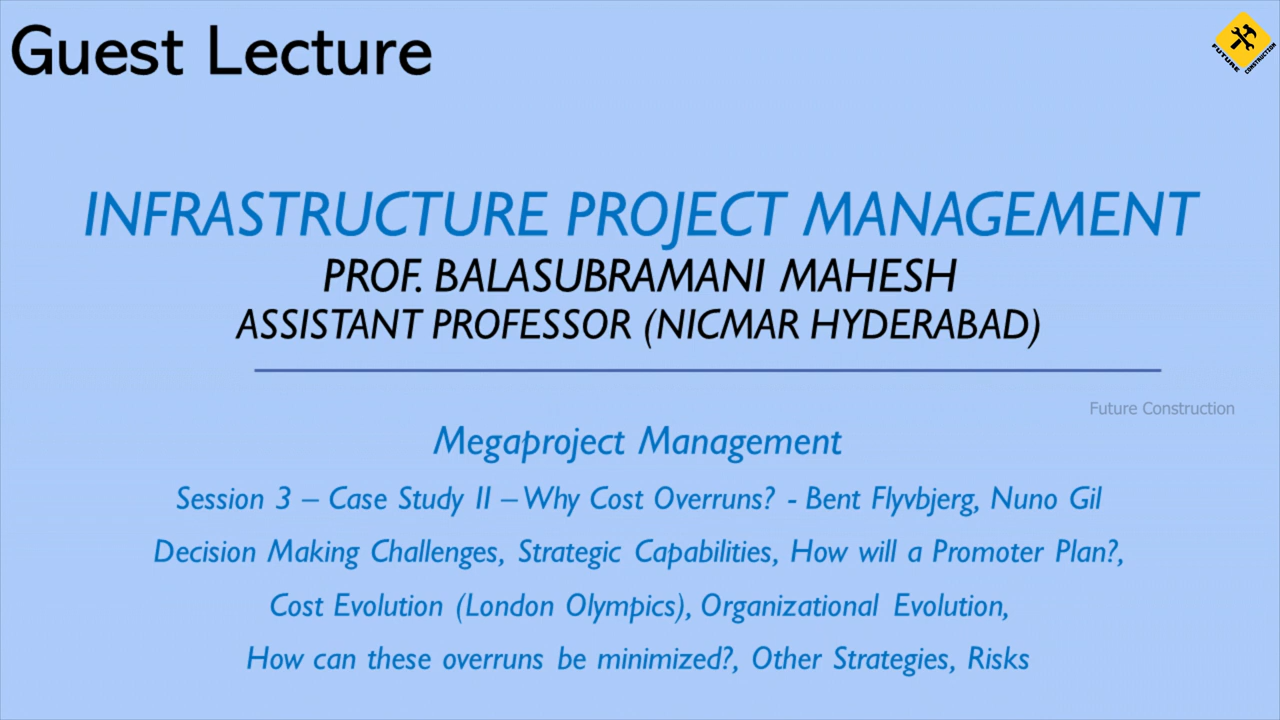 Guest Lecture
FUTURE CONSTRUCTION
INFRASTRUCTURE PROJECT MANAGEMENT
PROF. BALASUBRAMANI MAHESH
ASSISTANT PROFESSOR (NICMAR HYDERABAD)
Future Construction
Megaproject Management
Session 3 – Case Study II – Why Cost Overruns? - Bent Flyvbjerg, Nuno Gil
Decision Making Challenges, Strategic Capabilities, How will a Promoter Plan?,
Cost Evolution (London Olympics), Organizational Evolution,
How can these overruns be minimized?, Other Strategies, Risks